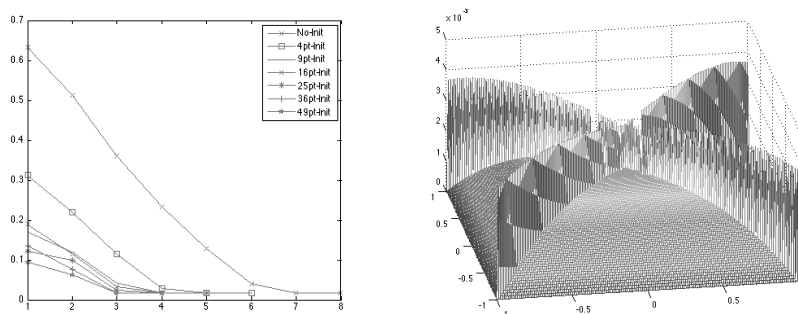 0.7
0.6
0.5
0.4
0.3
0.2
0.1
0
1 2 3 4 5 6 7 8
No-Init
4pt-Init
9pt-Init
16pt-Init
25pt-Init
36pt-Init
49pt-Init
x 10⁻³
5
4
3
2
1
0
1
0.5
0
-0.5
-1
-0.5 0 0.5